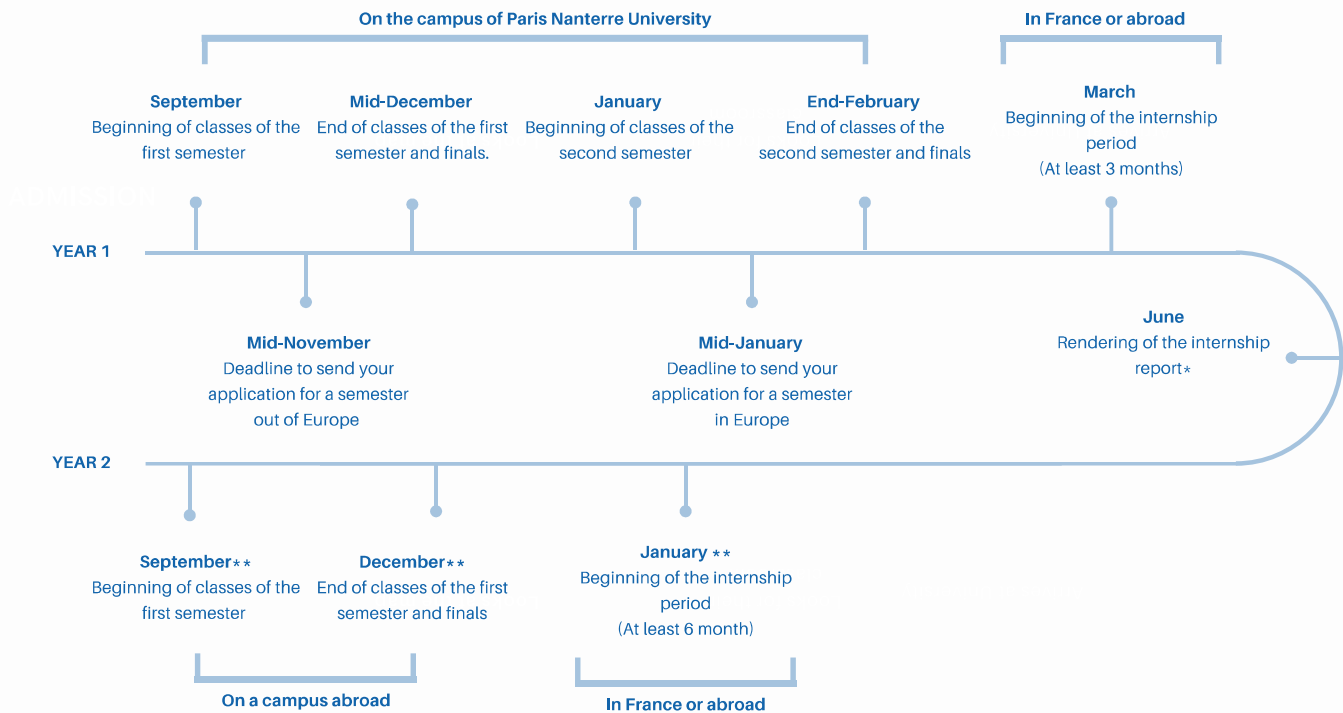 On the campus of Paris Nanterre University
In France or abroad
September
Beginning of classes of the
first semester
Mid-December
End of classes of the first
semester and finals.
January
Beginning of classes of the
second semester
End-February
End of classes of the
second semester and finals
March
Beginning of the internship
period
(At least 3 months)
ADMISSION
YEAR 1
Mid-November
Deadline to send your
application for a semester
out of Europe
Mid-January
Deadline to send your
application for a semester
in Europe
June
Rendering of the internship
report*
YEAR 2
September**
Beginning of classes of the
first semester
December**
End of classes of the first
semester and finals
January **
Beginning of the internship
period
(At least 6 month)
On a campus abroad
In France or abroad